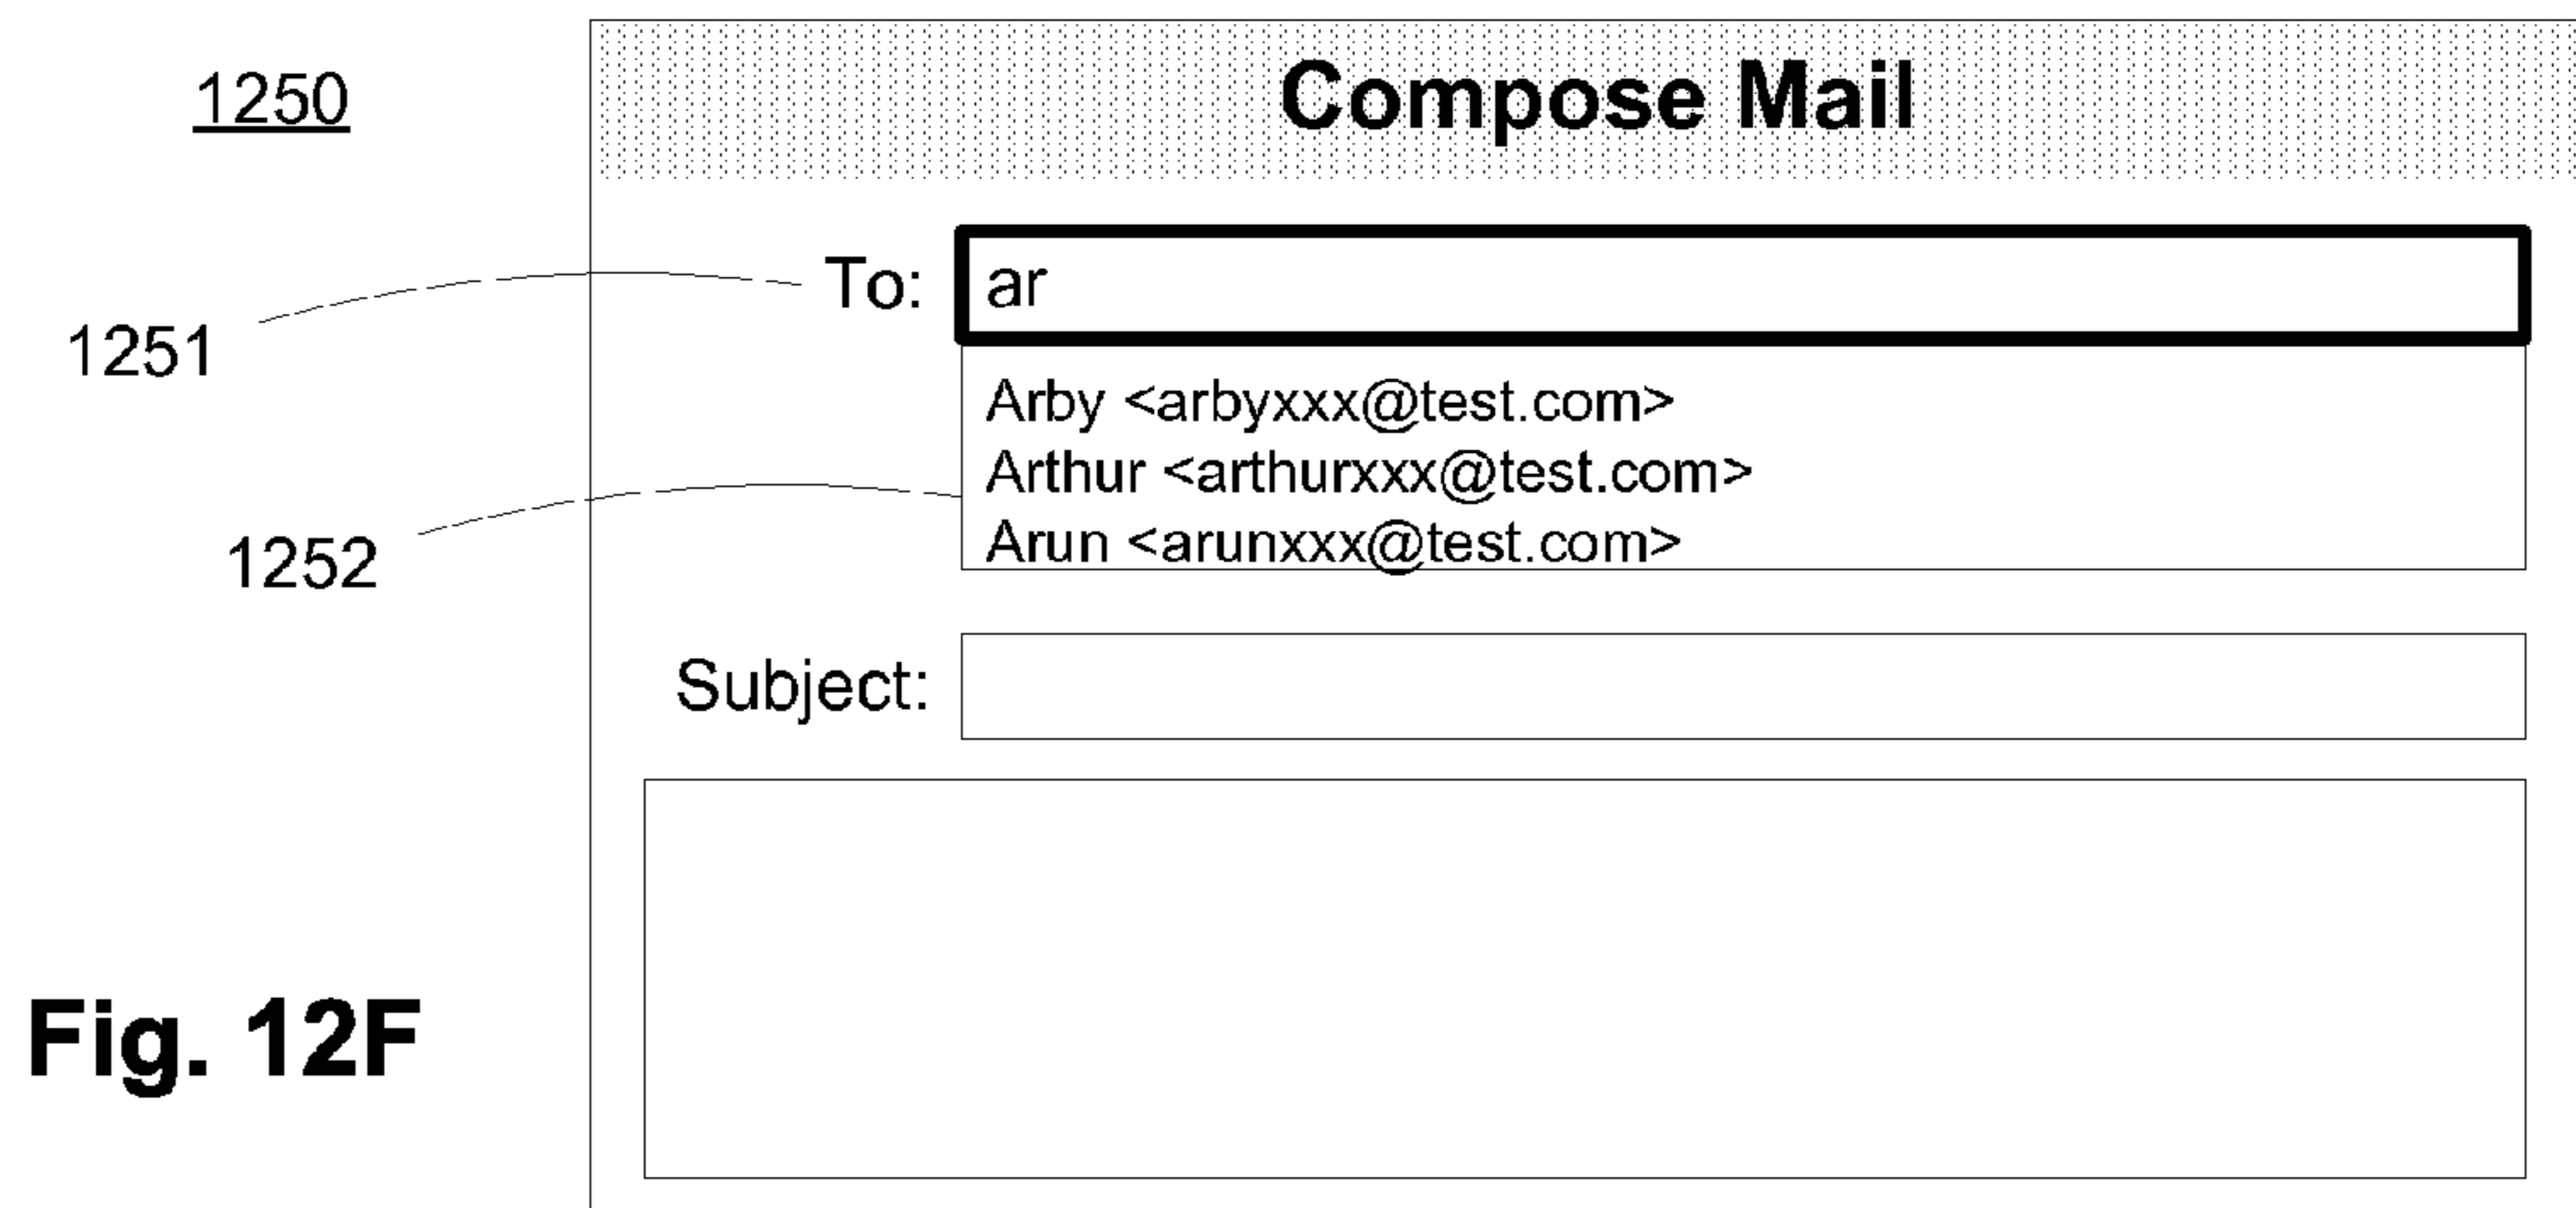 1250
Compose Mail
To: ar
1251
Arby <arbyxxx@test.com>
Arthur <arthurxxx@test.com>
1252
Arun <arunxxx@test.com>
Subject:
Fig. 12F